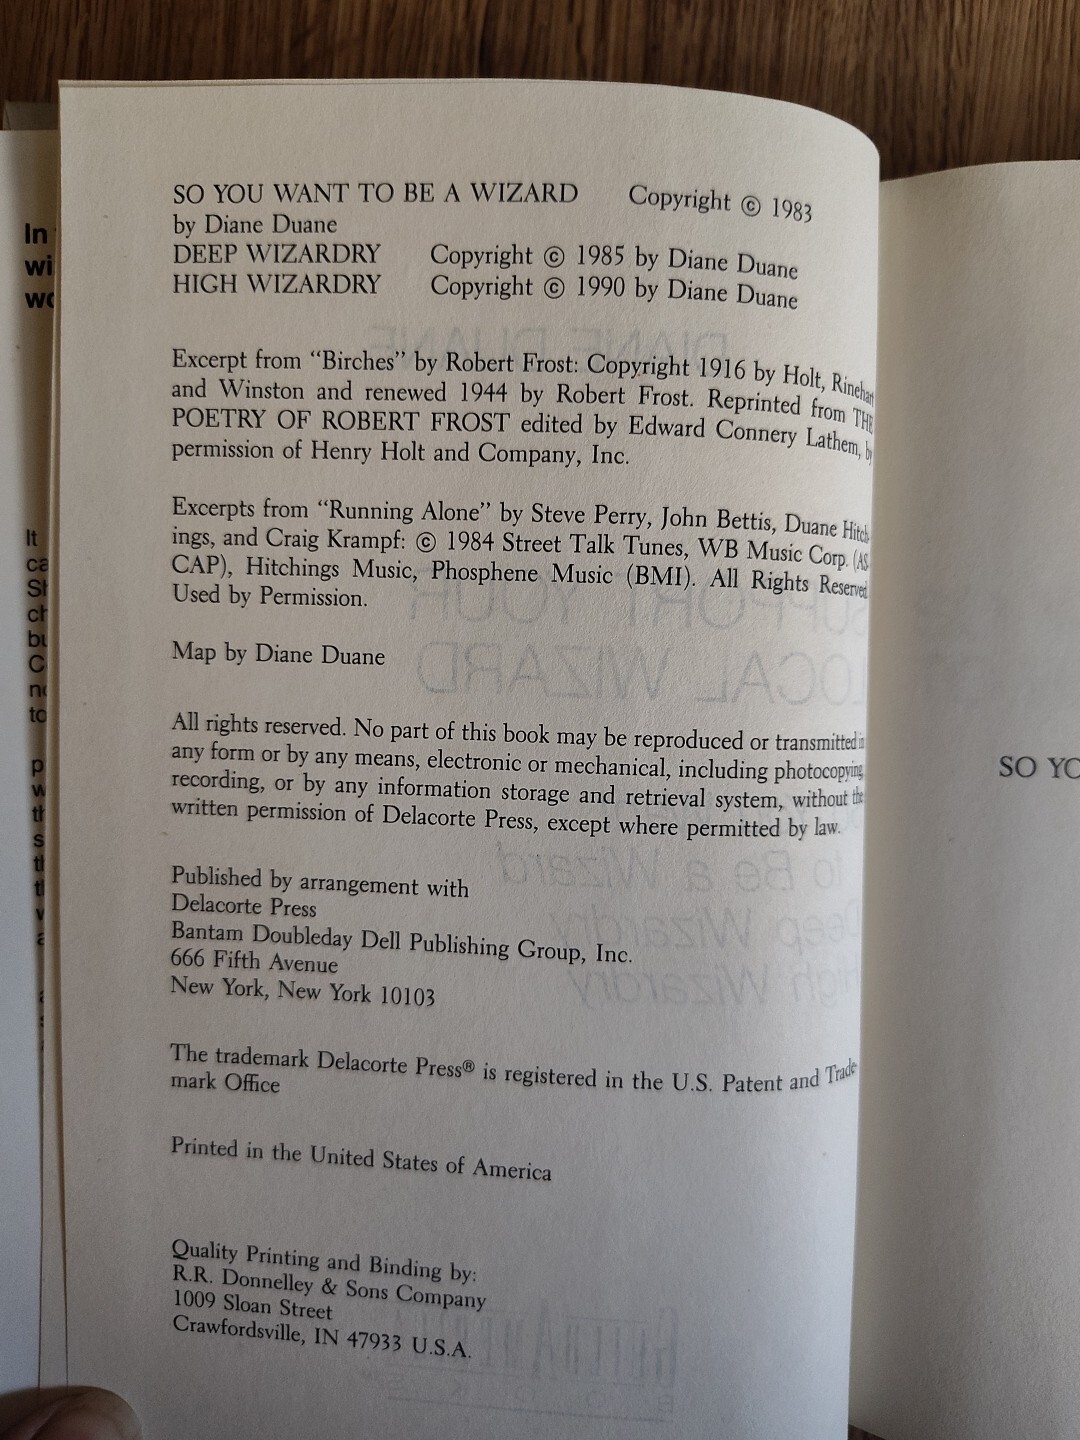 SO YOU WANT TO BE A WIZARD Copyright © 1983
by Diane Duane
DEEP WIZARDRY Copyright © 1985 by Diane Duane
HIGH WIZARDRY Copyright © 1990 by Diane Duane
Excerpt from “Birches” by Robert Frost: Copyright 1916 by Holt, Rinehart
and Winston and renewed 1944 by Robert Frost. Reprinted from THE
POETRY OF ROBERT FROST edited by Edward Connery Lathem, by
permission of Henry Holt and Company, Inc.
Excerpts from “Running Alone” by Steve Perry, John Bettis, Duane Hitch-
ings, and Craig Krampf: © 1984 Street Talk Tunes, WB Music Corp. (AS-
CAP), Hitchings Music, Phosphene Music (BMI). All Rights Reserved
Used by Permission.
Map by Diane Duane
All rights reserved. No part of this book may be reproduced or transmitted in
any form or by any means, electronic or mechanical, including photocopying,
recording, or by any information storage and retrieval system, without the
written permission of Delacorte Press, except where permitted by law.
Published by arrangement with
Delacorte Press
Bantam Doubleday Dell Publishing Group, Inc.
666 Fifth Avenue
New York, New York 10103
The trademark Delacorte Press® is registered in the U.S. Patent and Trade-
mark Office
Printed in the United States of America
Quality Printing and Binding by:
R.R. Donnelley & Sons Company
1009 Sloan Street
Crawfordsville, IN 47933 U.S.A.
SO YO